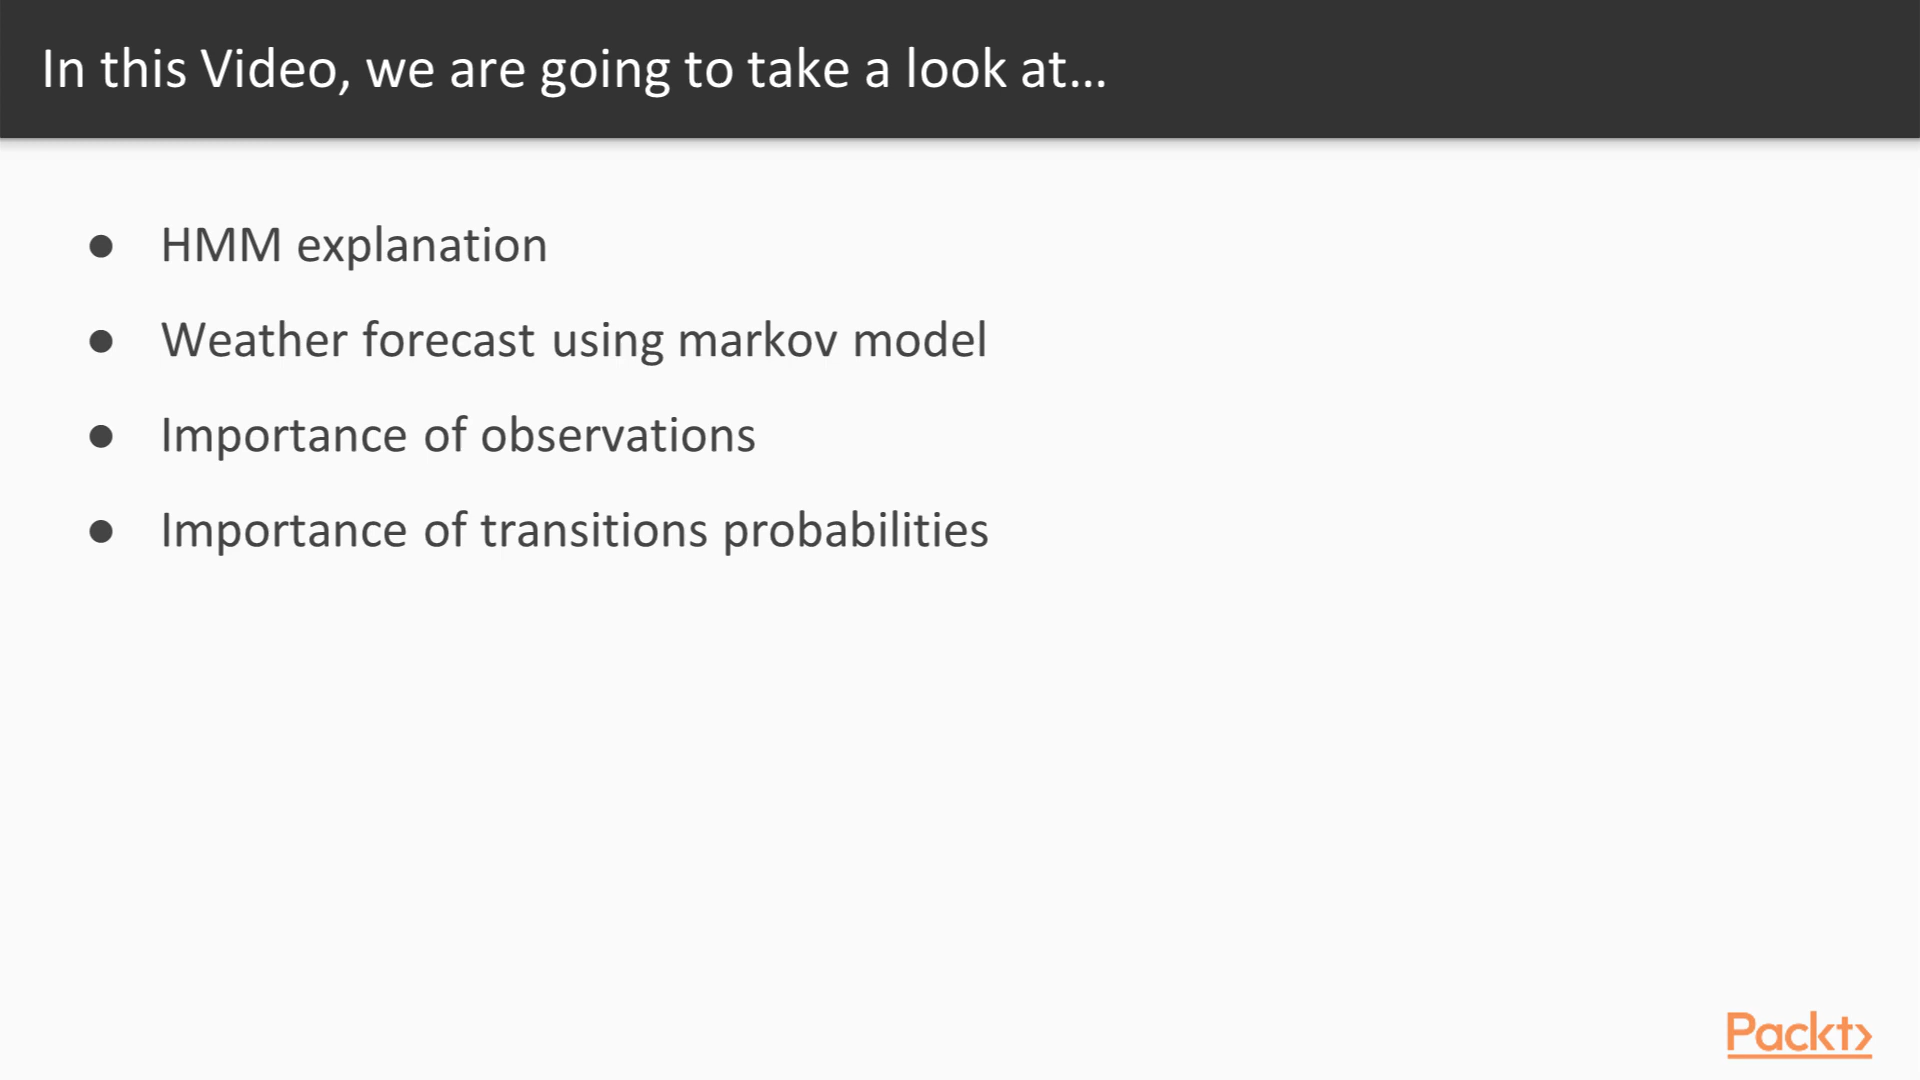 In this Video, we are going to take a look at…
● HMM explanation
● Weather forecast using markov model
● Importance of observations
● Importance of transitions probabilities
Packt>